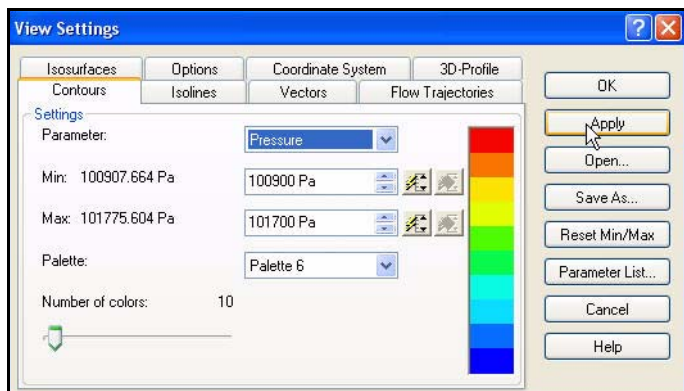 View Settings
Isosurfaces
Options
Coordinate System
3D-Profile
Contours
Isolines
Vectors
Flow Trajectories
Settings
Parameter:
Pressure
Min: 100907.664 Pa
100900 Pa
Max: 101775.604 Pa
101700 Pa
Palette:
Palette 6
Number of colors: 10
OK
Apply
Open...
Save As...
Reset Min/Max
Parameter List...
Cancel
Help